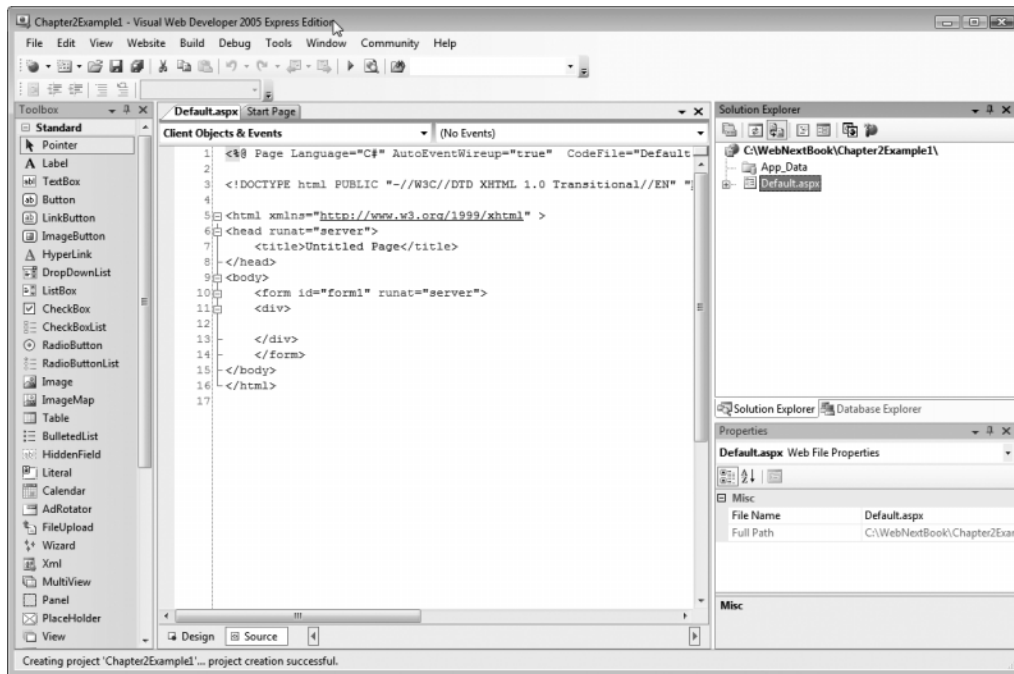 Chapter2Example1 - Visual Web Developer 2005 Express Edition
File Edit View Website Build Debug Tools Window Community Help
Toolbox
Standard
Pointer
Label
TextBox
Button
LinkButton
ImageButton
HyperLink
DropDownList
ListBox
CheckBox
CheckBoxList
RadioButton
RadioButtonList
Image
ImageMap
Table
BulletedList
HiddenField
Literal
Calendar
AdRotator
FileUpload
Wizard
Xml
MultiView
Panel
PlaceHolder
View
Default.aspx Start Page
Client Objects & Events (No Events)
1 <%@ Page Language="C#" AutoEventWireup="true" CodeFile="Default
2
3 <!DOCTYPE html PUBLIC "-//W3C//DTD XHTML 1.0 Transitional//EN" "
4
5 <html xmlns="http://www.w3.org/1999/xhtml" >
6 <head runat="server">
7 <title>Untitled Page</title>
8 </head>
9 <body>
10 <form id="form1" runat="server">
11 <div>
12
13 </div>
14 </form>
15 </body>
16 </html>
17
Design Source
Solution Explorer
C:\WebNextBook\Chapter2Example1\
App_Data
Default.aspx
Solution Explorer Database Explorer
Properties
Default.aspx Web File Properties
Misc
File Name Default.aspx
Full Path C:\WebNextBook\Chapter2Exar
Misc
Creating project 'Chapter2Example1'... project creation successful.